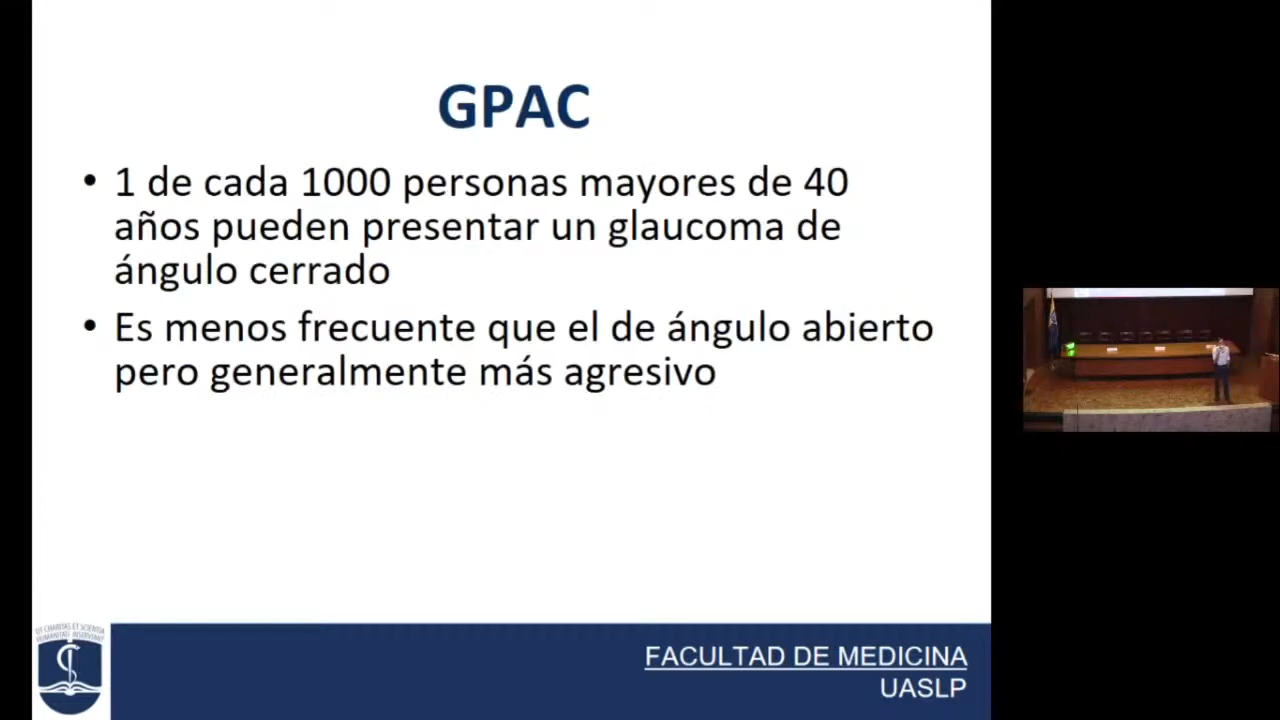 GPAC
• 1 de cada 1000 personas mayores de 40
años pueden presentar un glaucoma de
ángulo cerrado
• Es menos frecuente que el de ángulo abierto
pero generalmente más agresivo
FACULTAD DE MEDICINA
UASLP